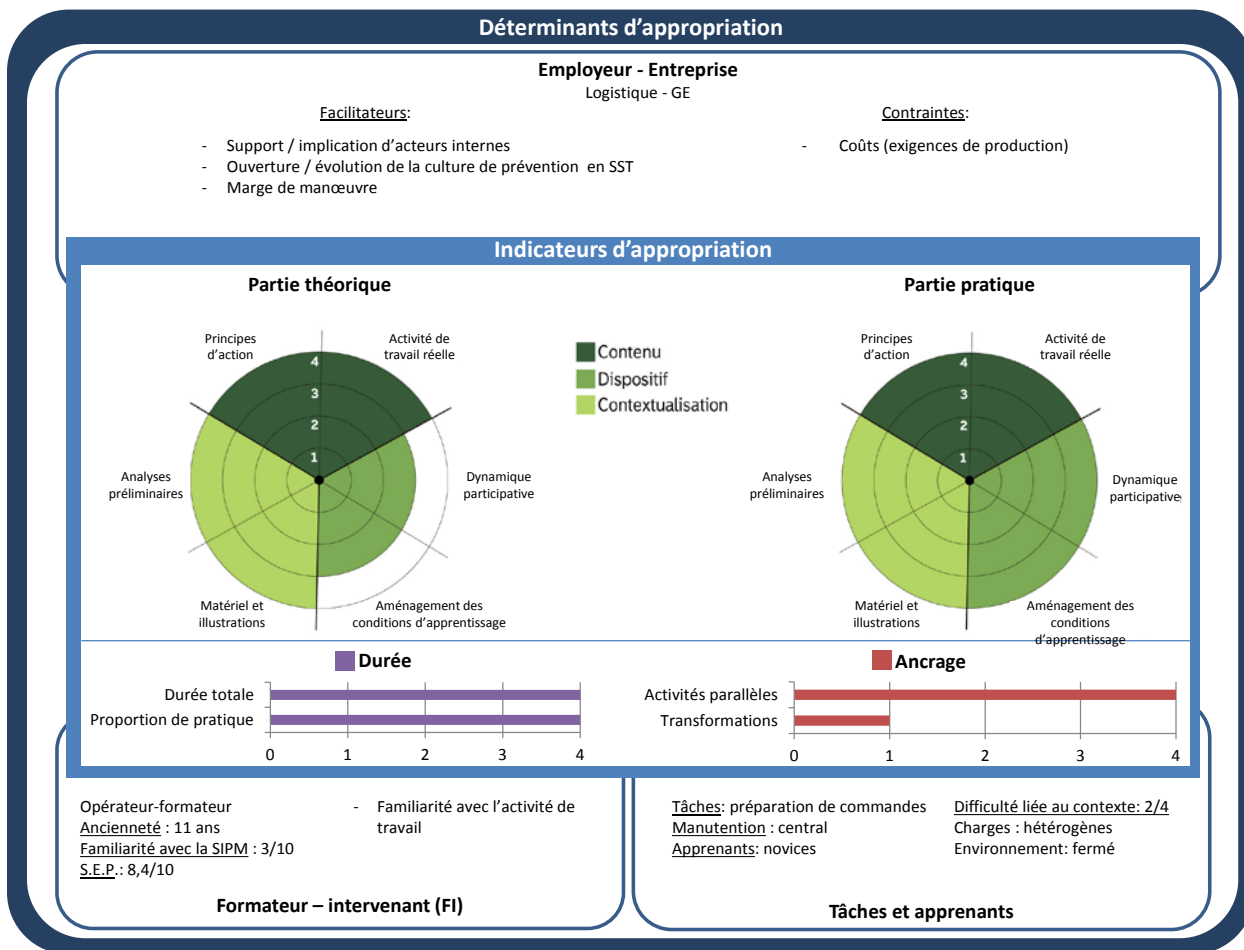 Déterminants d'appropriation
Employeur - Entreprise
Logistique - GE
Facilitateurs:
- Support / implication d'acteurs internes
- Ouverture / évolution de la culture de prévention en SST
- Marge de manœuvre
Contraintes:
- Coûts (exigences de production)
Indicateurs d'appropriation
Partie théorique
Principes
d'action
Activité de
travail réelle
4
3
2
1
Analyses
préliminaires
Dynamique
participative
Matériel et
illustrations
Aménagement des
conditions d'apprentissage
Contenu
Dispositif
Contextualisation
Partie pratique
Principes
d'action
Activité de
travail réelle
4
3
2
1
Analyses
préliminaires
Dynamique
participative
Matériel et
illustrations
Aménagement des
conditions
d'apprentissage
Durée
Durée totale
Proportion de pratique
0 1 2 3 4
Ancrage
Activités parallèles
Transformations
0 1 2 3 4
Opérateur-formateur
Ancienneté : 11 ans
Familiarité avec la SIPM : 3/10
S.E.P.: 8,4/10
- Familiarité avec l'activité de
travail
Formateur – intervenant (FI)
Tâches: préparation de commandes
Manutention : central
Apprenants: novices
Difficulté liée au contexte: 2/4
Charges : hétérogènes
Environnement: fermé
Tâches et apprenants